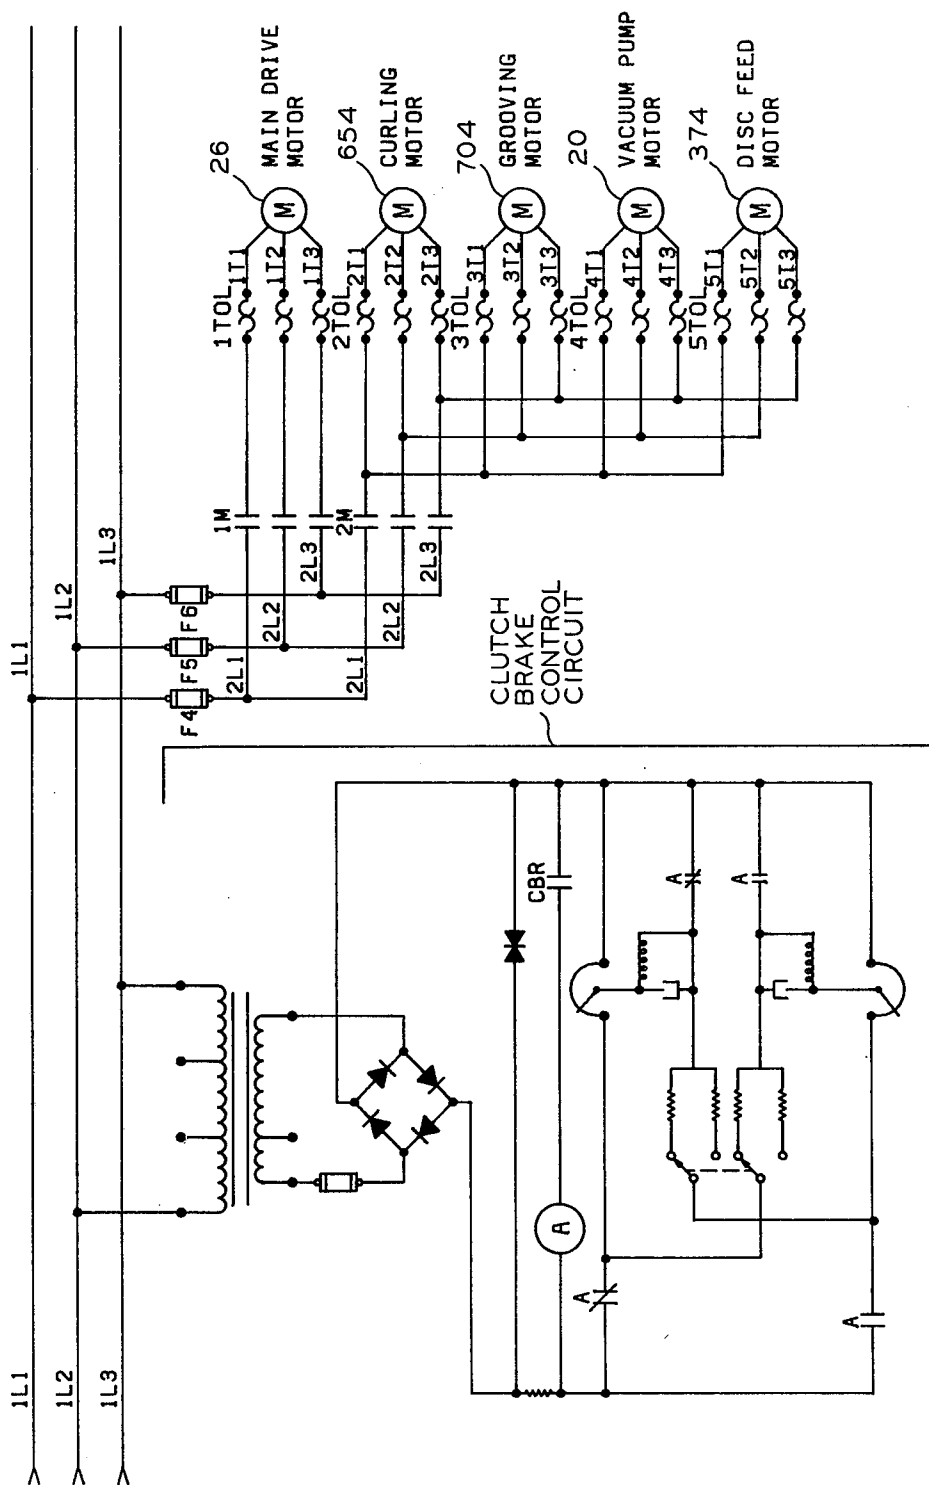 1L1
1L2
1L3
1L1
1L2
1L3
F4
F5
F6
2L1
2L2
2L3
2L1
2L2
2L3
1M
2M
1TOL
1T1
1T2
1T3
26
MAIN DRIVE
MOTOR
M
2TOL
2T1
2T2
2T3
654
CURLING
MOTOR
M
3TOL
3T1
3T2
3T3
704
GROOVING
MOTOR
M
4TOL
4T1
4T2
4T3
20
VACUUM PUMP
MOTOR
M
5TOL
5T1
5T2
5T3
374
DISC FEED
MOTOR
M
CLUTCH
BRAKE
CONTROL
CIRCUIT
CBR
A
A
A
A
A